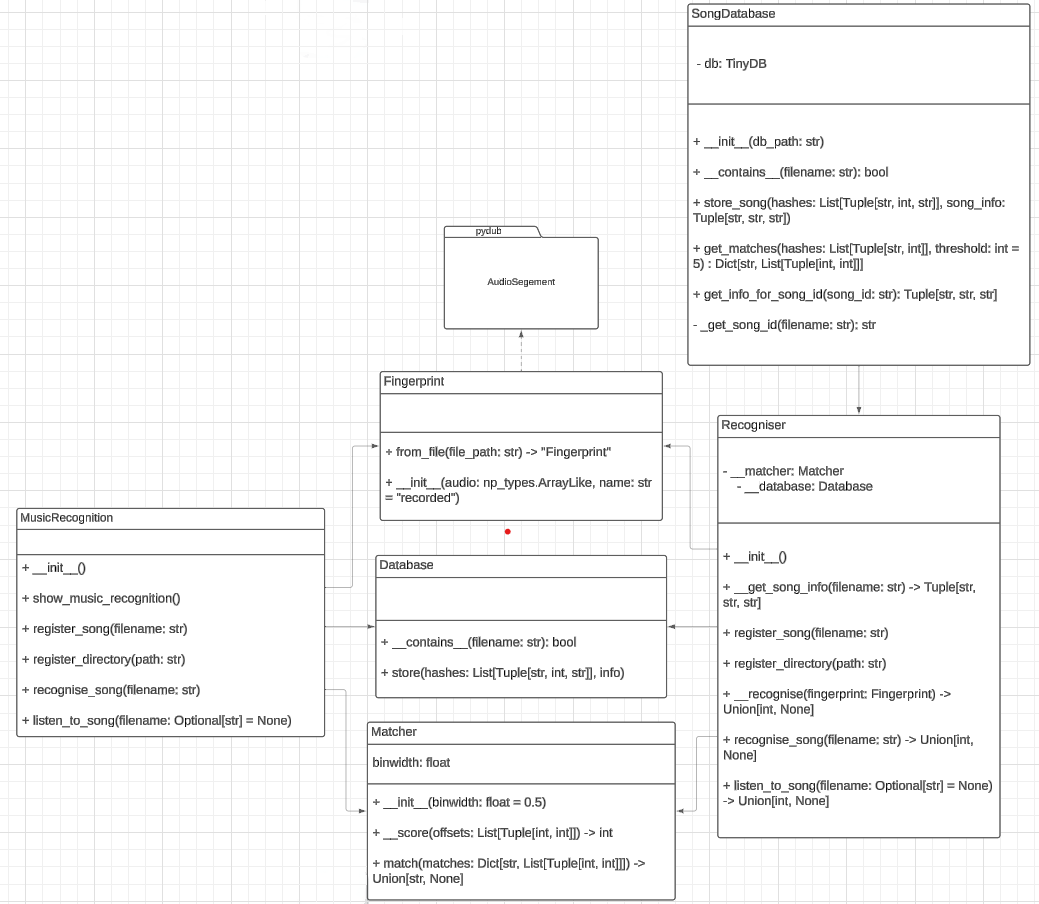 SongDatabase
- db: TinyDB
+ __init__(db_path: str)
+ __contains__(filename: str): bool
+ store_song(hashes: List[Tuple[str, int, str]], song_info:
Tuple[str, str, str])
+ get_matches(hashes: List[Tuple[str, int]], threshold: int =
5) : Dict[str, List[Tuple[int, int]]]
+ get_info_for_song_id(song_id: str): Tuple[str, str, str]
- _get_song_id(filename: str): str
pydub
AudioSegement
Fingerprint
+ from_file(file_path: str) -> "Fingerprint"
+ __init__(audio: np_types.ArrayLike, name: str
= "recorded")
Recogniser
- __matcher: Matcher
- __database: Database
+ __init__()
+ __get_song_info(filename: str) -> Tuple[str,
str, str]
+ register_song(filename: str)
+ register_directory(path: str)
+ __recognise(fingerprint: Fingerprint) ->
Union[int, None]
+ recognise_song(filename: str) -> Union[int,
None]
+ listen_to_song(filename: Optional[str] = None)
-> Union[int, None]
MusicRecognition
+ __init__()
+ show_music_recognition()
+ register_song(filename: str)
+ register_directory(path: str)
+ recognise_song(filename: str)
+ listen_to_song(filename: Optional[str] = None)
Database
+ __contains__(filename: str): bool
+ store(hashes: List[Tuple[str, int, str]], info)
Matcher
binwidth: float
+ __init__(binwidth: float = 0.5)
+ __score(offsets: List[Tuple[int, int]]) -> int
+ match(matches: Dict[str, List[Tuple[int, int]]]) ->
Union[str, None]